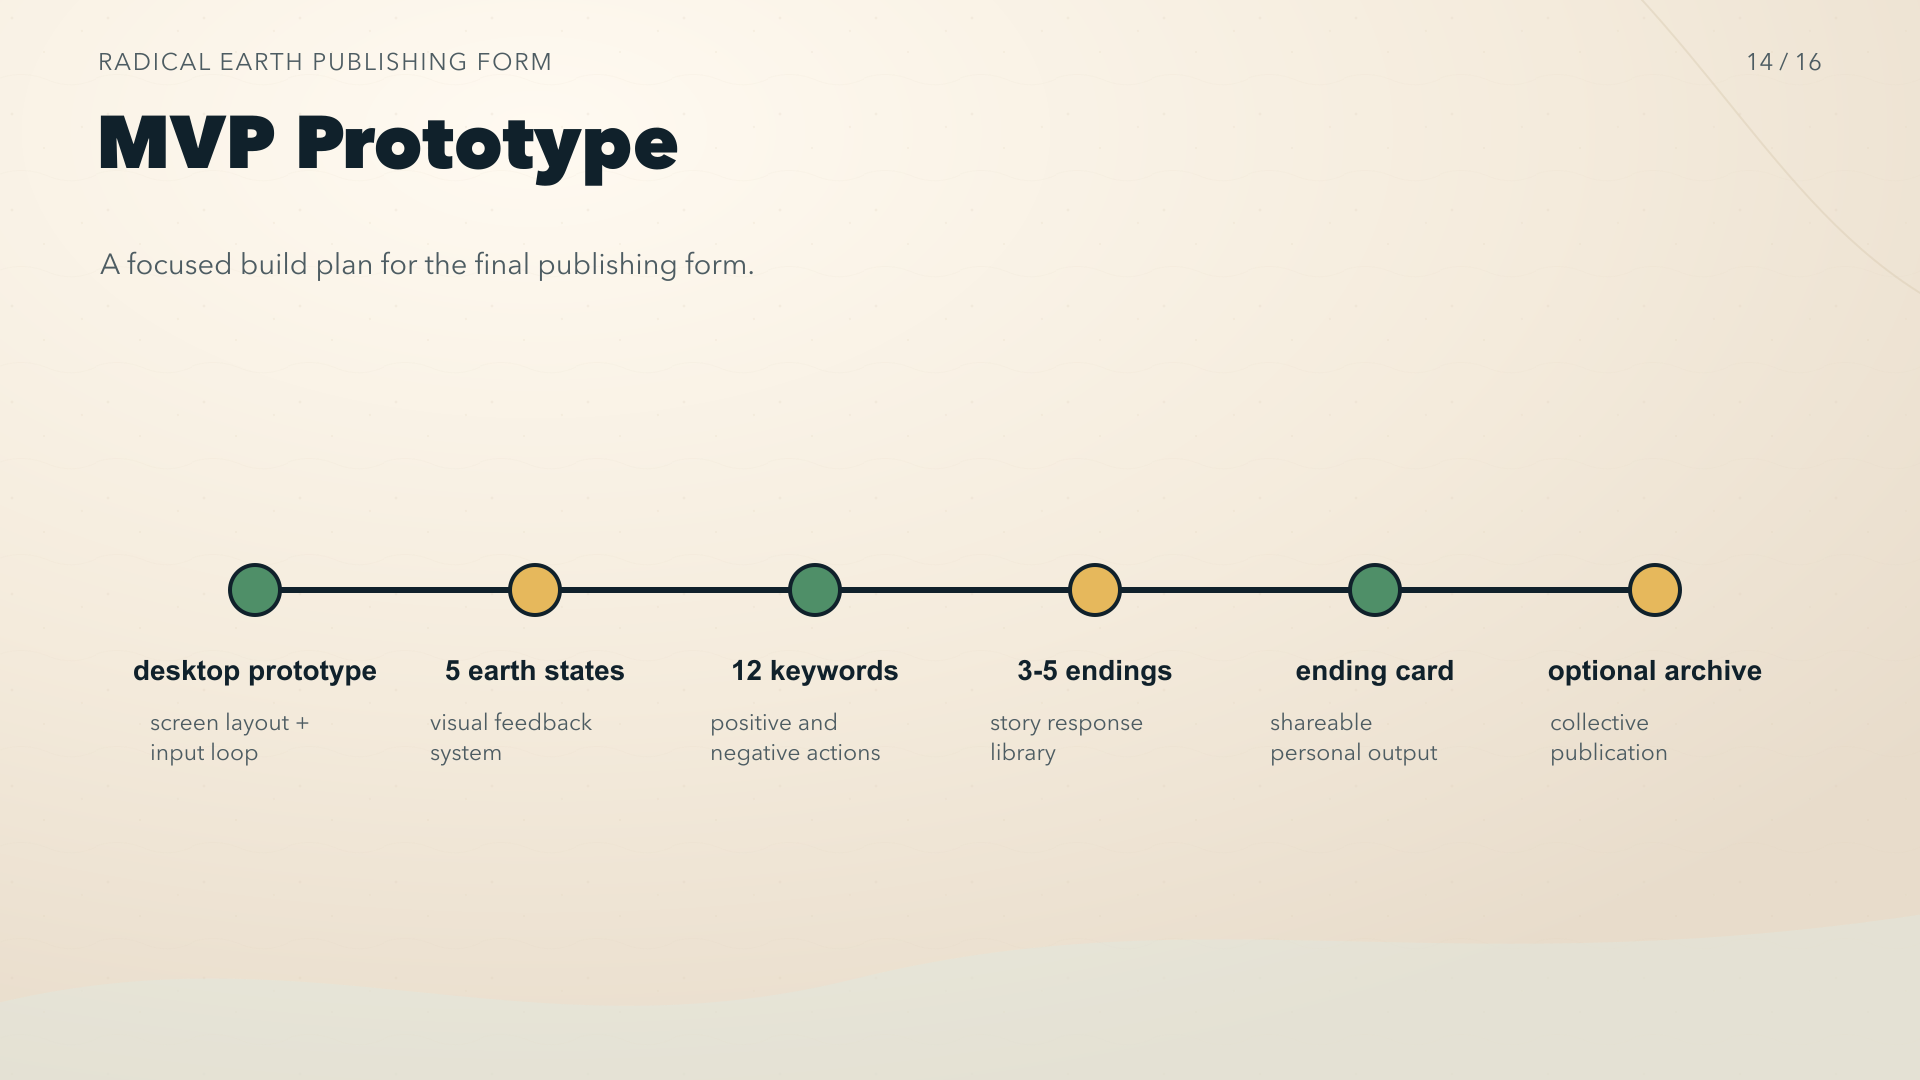 RADICAL EARTH PUBLISHING FORM
14 / 16
MVP Prototype
A focused build plan for the final publishing form.
desktop prototype
screen layout +
input loop
5 earth states
visual feedback
system
12 keywords
positive and
negative actions
3-5 endings
story response
library
ending card
shareable
personal output
optional archive
collective
publication